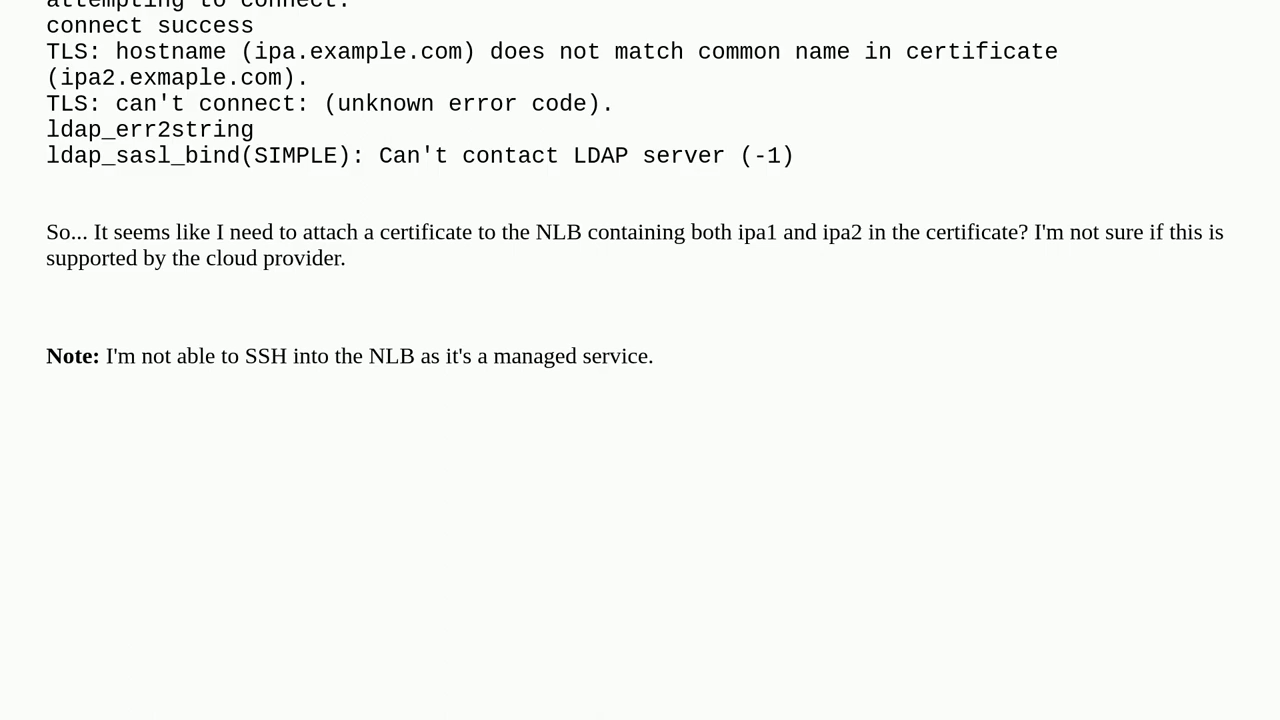 attempting to connect:
connect success
TLS: hostname (ipa.example.com) does not match common name in certificate
(ipa2.exmaple.com).
TLS: can't connect: (unknown error code).
ldap_err2string
ldap_sasl_bind(SIMPLE): Can't contact LDAP server (-1)
So... It seems like I need to attach a certificate to the NLB containing both ipa1 and ipa2 in the certificate? I'm not sure if this is
supported by the cloud provider.
Note: I'm not able to SSH into the NLB as it's a managed service.